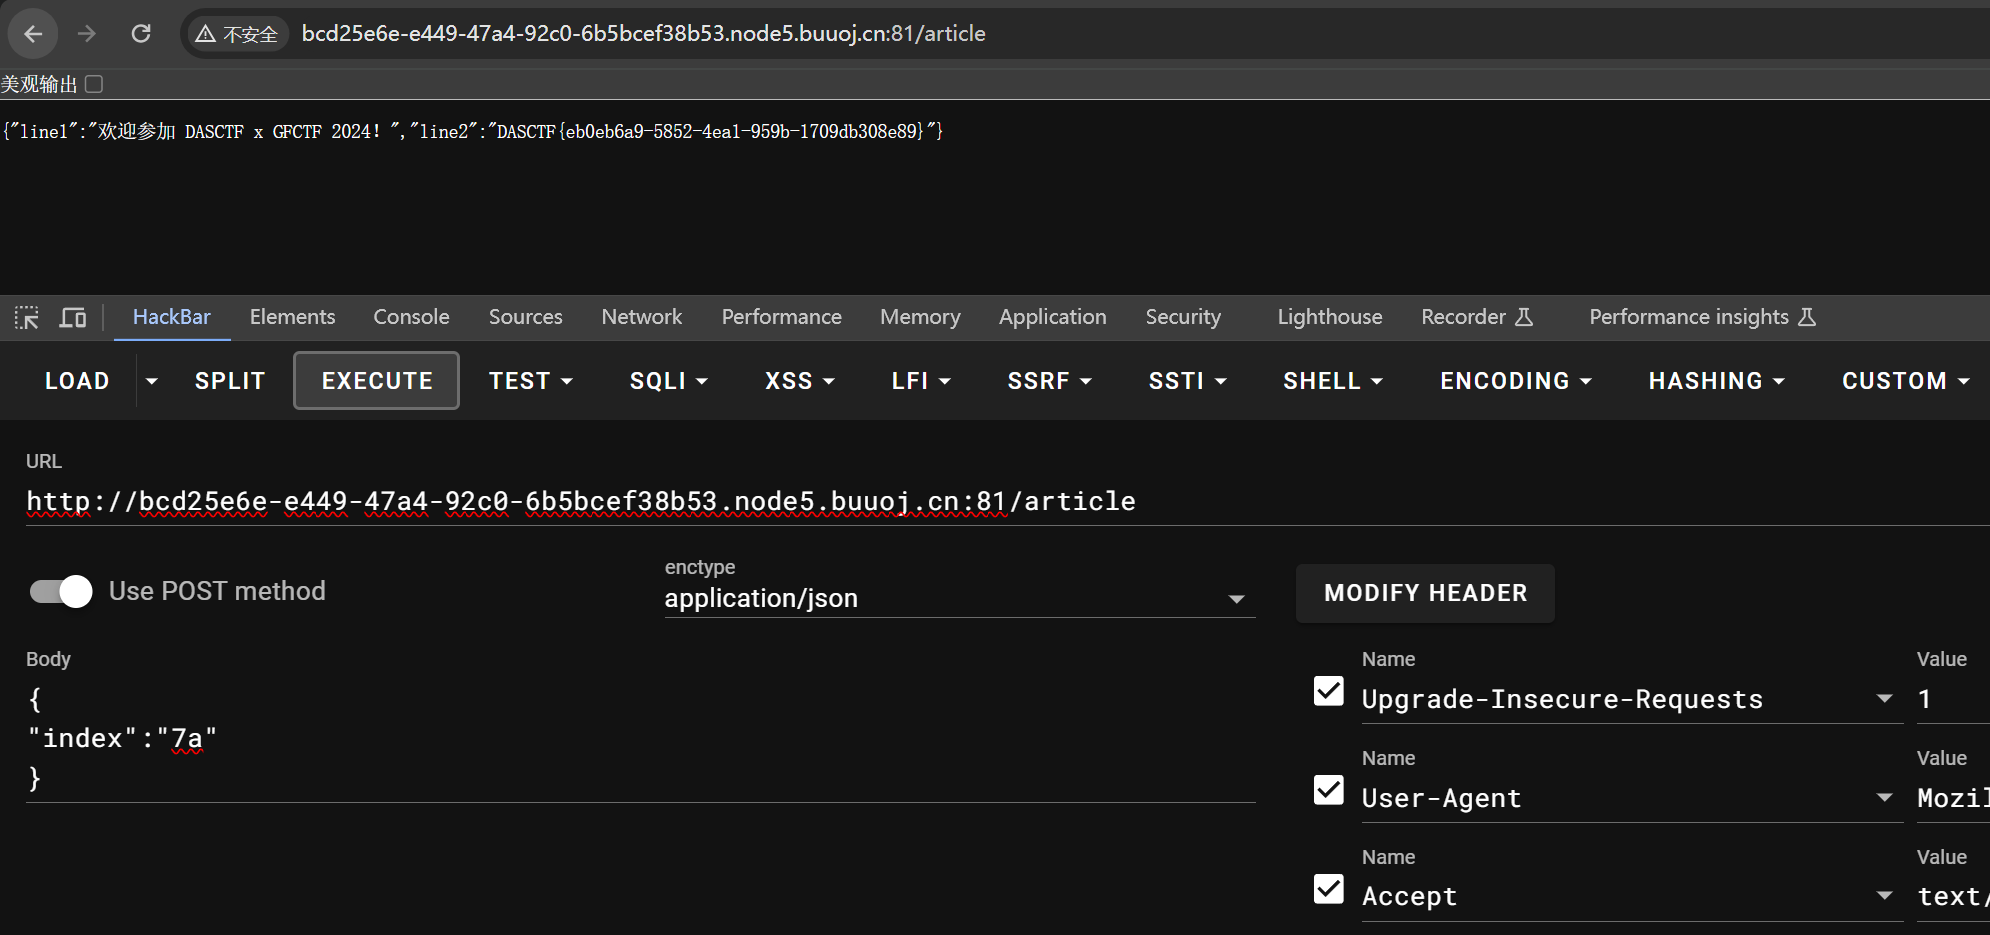 不安全 bcd25e6e-e449-47a4-92c0-6b5bcef38b53.node5.buuoj.cn:81/article
美观输出
{"line1":"欢迎参加 DASCTF x GFCTF 2024！","line2":"DASCTF{eb0eb6a9-5852-4ea1-959b-1709db308e89}"}
HackBar Elements Console Sources Network Performance Memory Application Security Lighthouse Recorder Performance insights
LOAD SPLIT EXECUTE TEST SQLI XSS LFI SSRF SSTI SHELL ENCODING HASHING CUSTOM
URL
http://bcd25e6e-e449-47a4-92c0-6b5bcef38b53.node5.buuoj.cn:81/article
Use POST method
enctype
application/json
MODIFY HEADER
Body
{
"index":"7a"
}
Name Value
Upgrade-Insecure-Requests 1
Name Value
User-Agent Mozil
Name Value
Accept text/